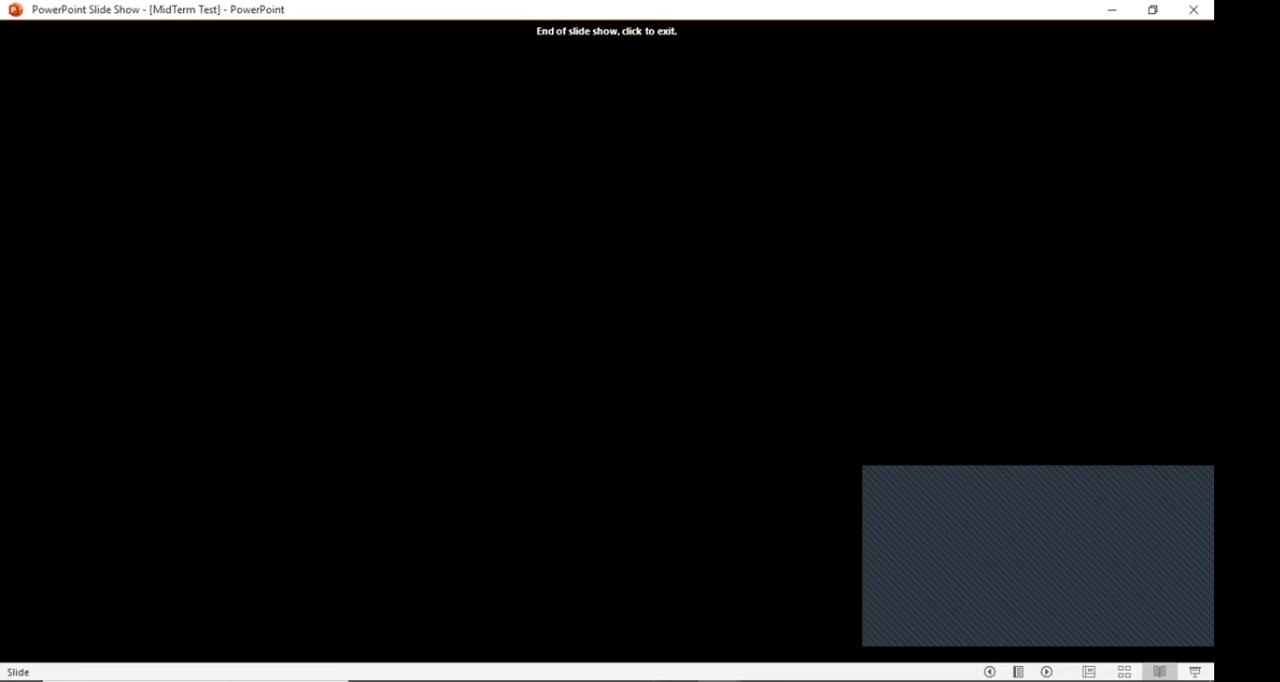 PowerPoint Slide Show - [MidTerm Test] - PowerPoint
End of slide show, click to exit.
Slide